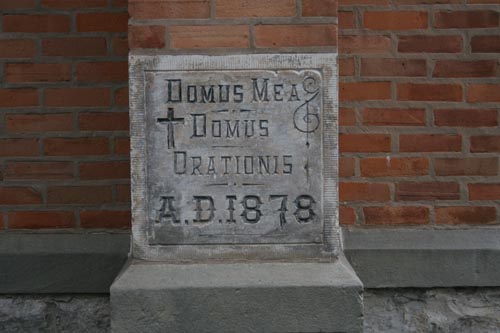 DOMUS MEA
DOMUS
ORATIONIS
A.D.1878